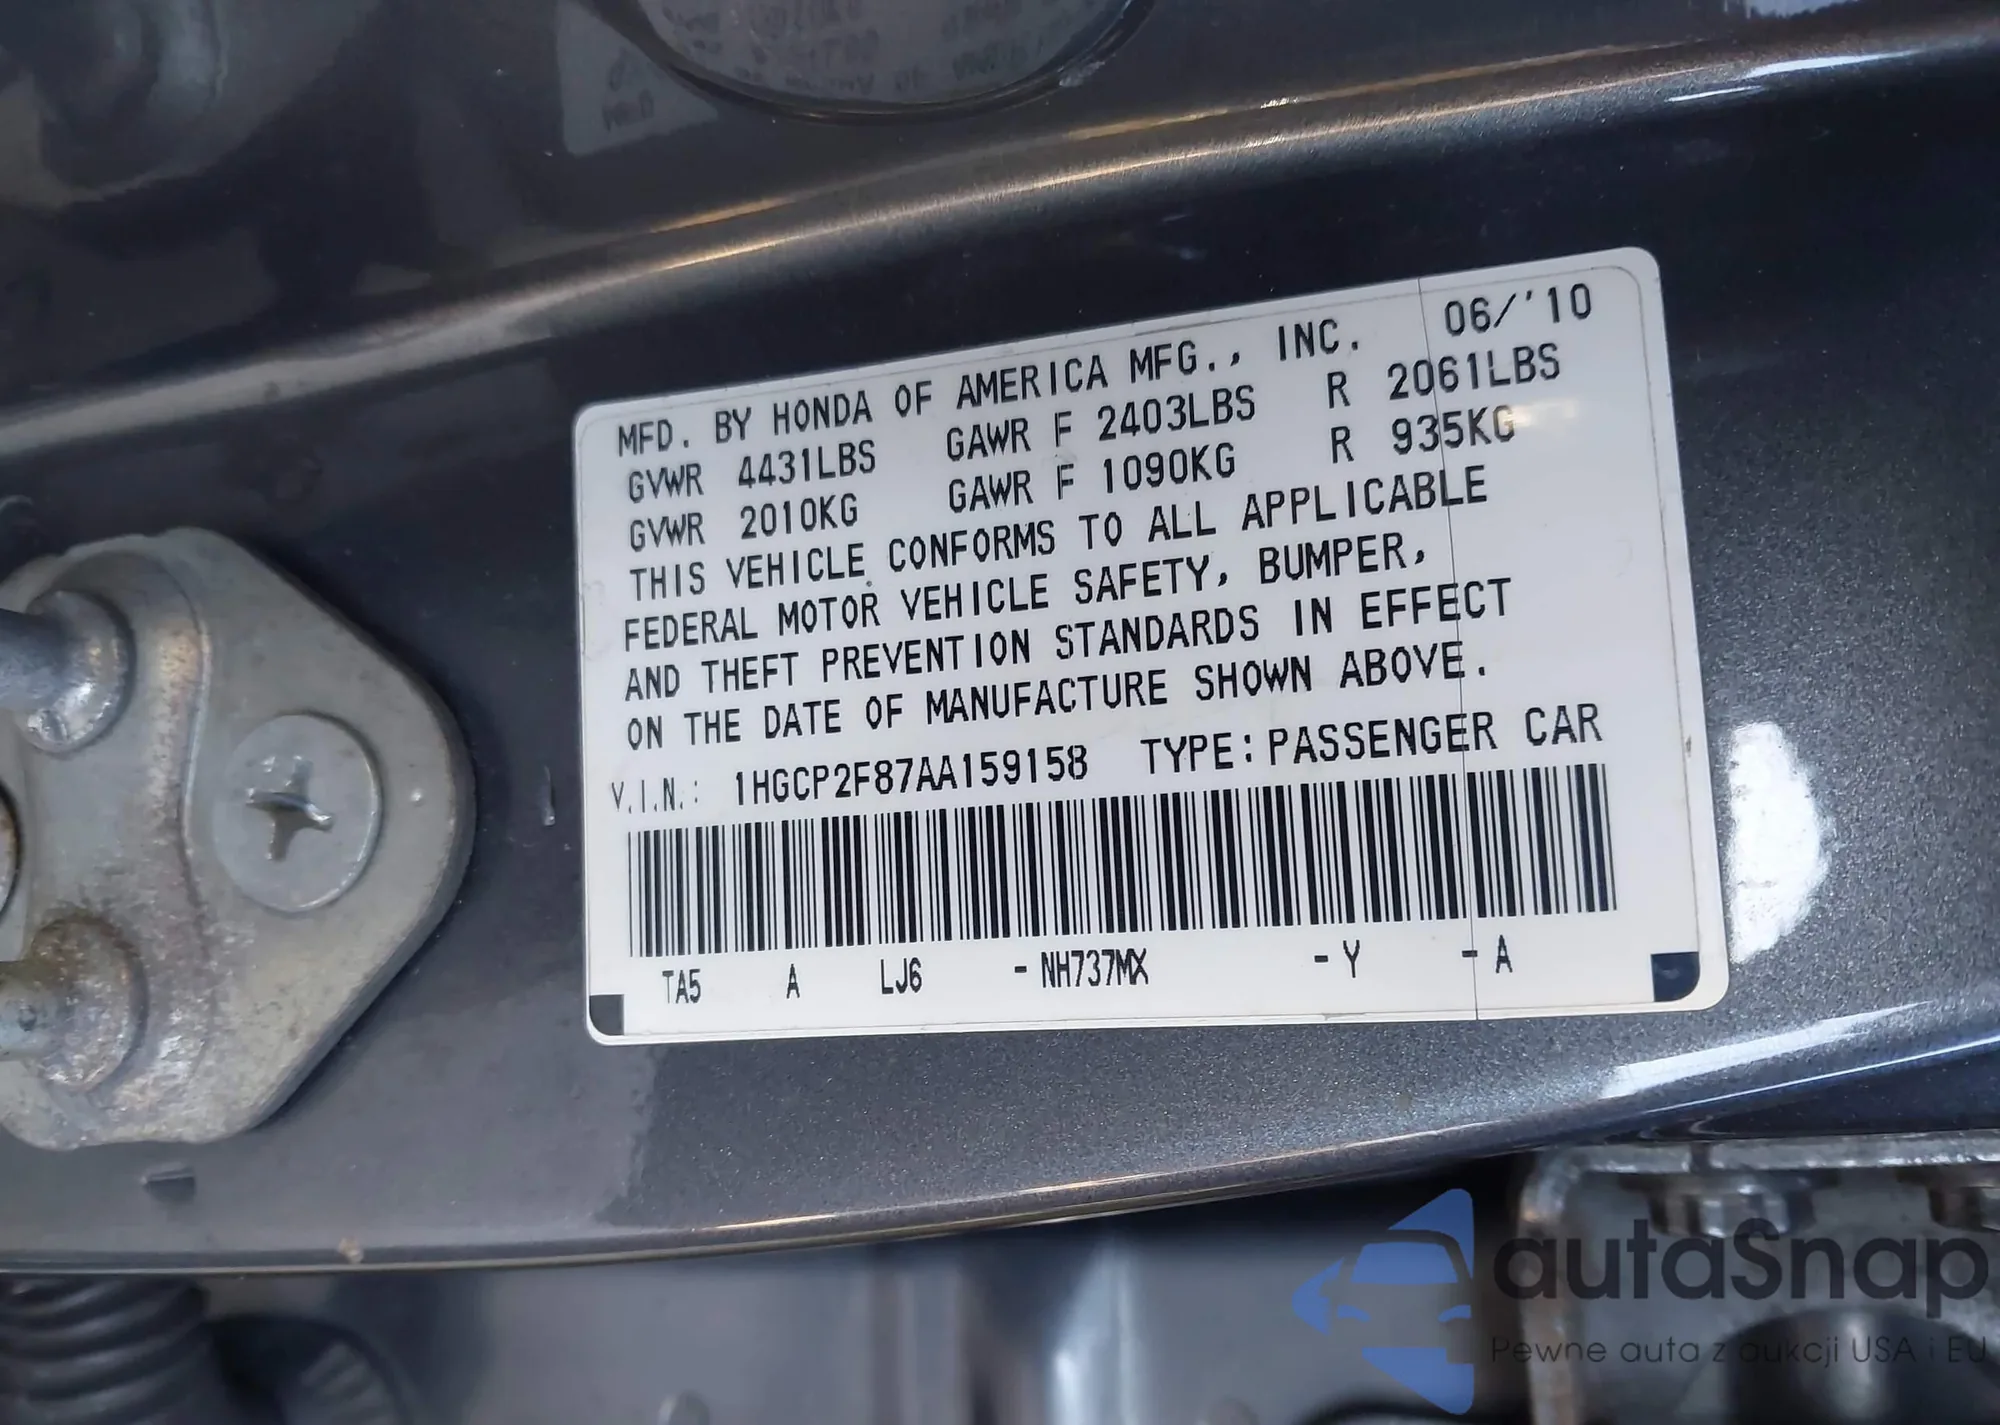 MFD. BY HONDA OF AMERICA MFG., INC. 06/'10
GVWR 4431LBS GAWR F 2403LBS R 2061LBS
GVWR 2010KG GAWR F 1090KG R 935KG
THIS VEHICLE CONFORMS TO ALL APPLICABLE
FEDERAL MOTOR VEHICLE SAFETY, BUMPER,
AND THEFT PREVENTION STANDARDS IN EFFECT
ON THE DATE OF MANUFACTURE SHOWN ABOVE.
V.I.N.: 1HGCP2F87AA159158 TYPE: PASSENGER CAR
TA5 A LJ6 -NH737MX -Y -A
autaSnap
Pewne auta z aukcji USA i EU